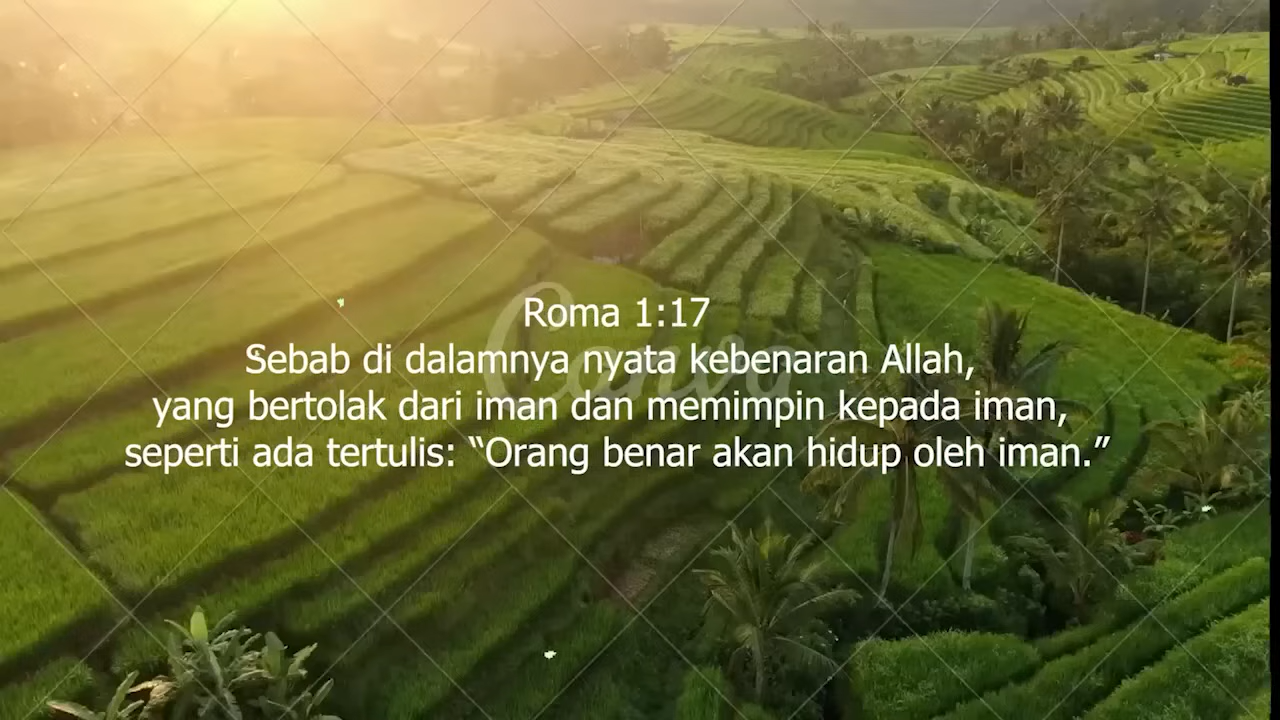 Roma 1:17
Sebab di dalamnya nyata kebenaran Allah,
yang bertolak dari iman dan memimpin kepada iman,
seperti ada tertulis: “Orang benar akan hidup oleh iman.”
Canva